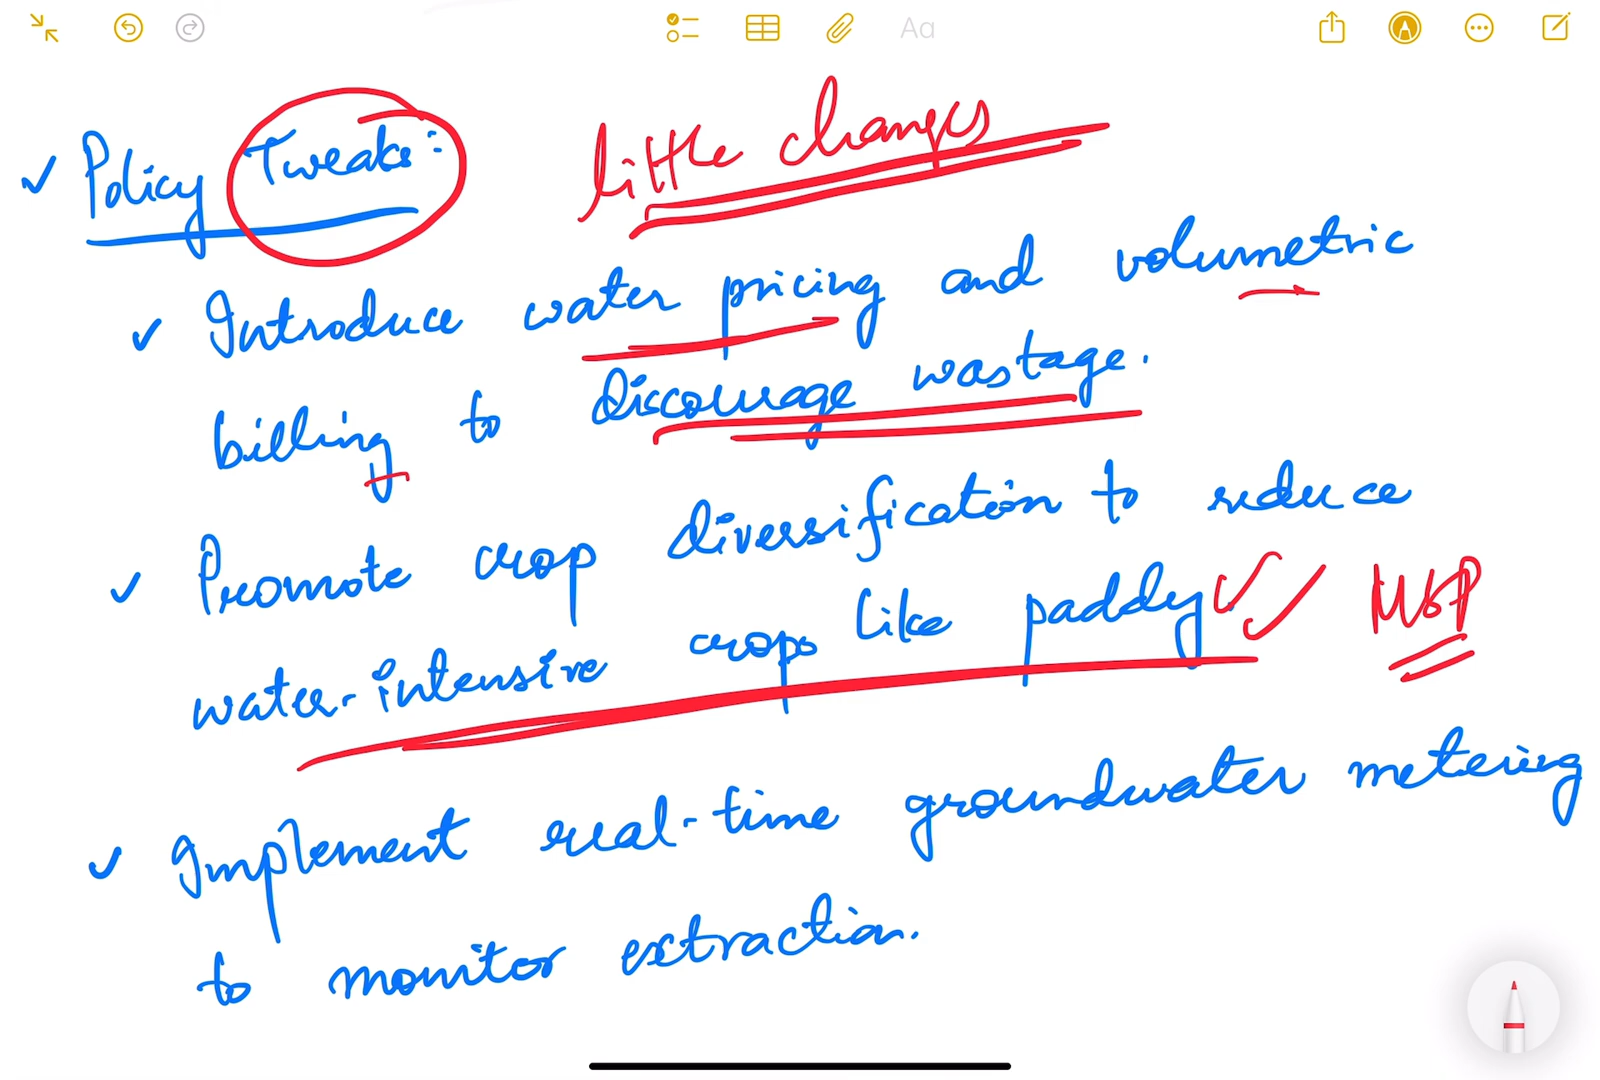 Aa
✓ Policy Tweaks: little changes
✓ Introduce water pricing and volumetric
billing to discourage wastage.
✓ Promote crop diversification to reduce
water-intensive crops like paddy ✓✓ MSP
✓ Implement real-time groundwater metering
to monitor extraction.